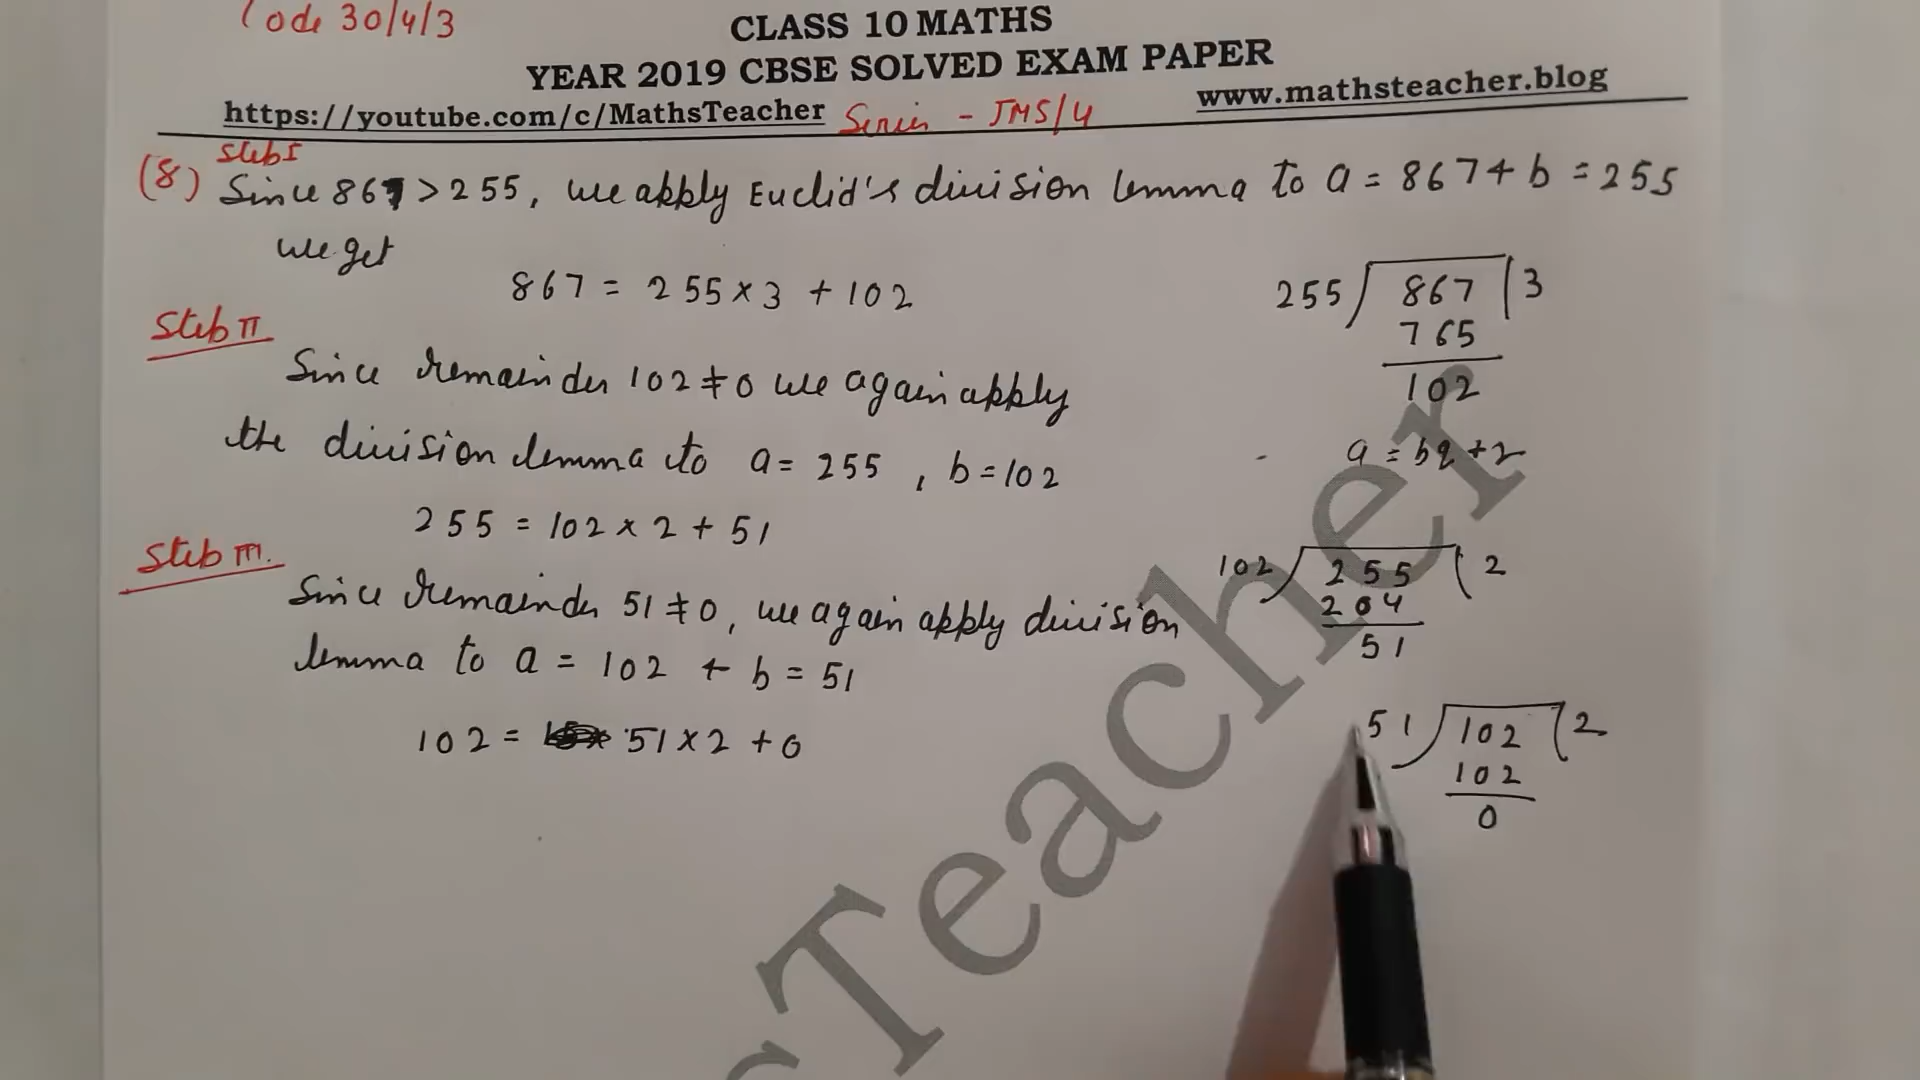 Code 30/4/3
CLASS 10 MATHS
YEAR 2019 CBSE SOLVED EXAM PAPER
https://youtube.com/c/MathsTeacher Series - JMS/4 www.mathsteacher.blog
Step I
(8) Since 867 > 255, we apply Euclid's division lemma to a = 867 + b = 255
we get
867 = 255 × 3 + 102
Step II
Since remainder 102 ≠ 0 we again apply
the division lemma to a = 255 , b = 102
255 = 102 × 2 + 51
Step III.
Since remainder 51 ≠ 0, we again apply division
lemma to a = 102 + b = 51
102 = 51 × 2 + 0
255 ) 867 ( 3
765
102
a = bq + r
102 ) 255 ( 2
204
51
51 ) 102 ( 2
102
0
sTeacher